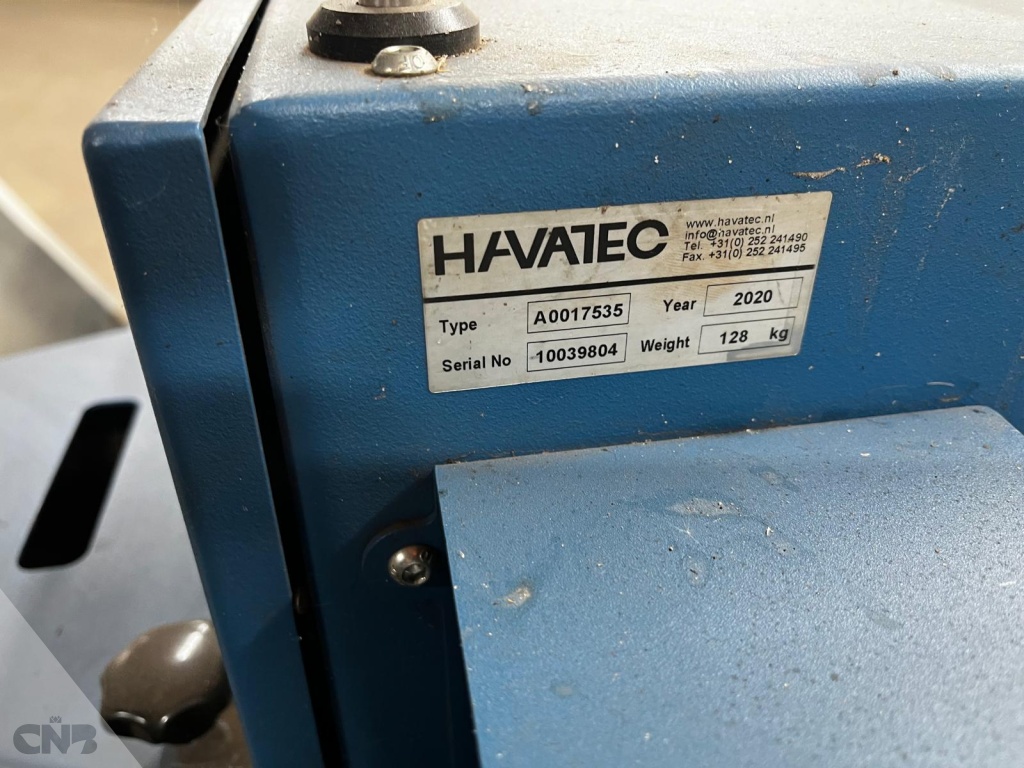 HAVATEC
www.havatec.nl
info@havatec.nl
Tel. +31(0) 252 241490
Fax. +31(0) 252 241495
Type A0017535 Year 2020
Serial No 10039804 Weight 128 kg
CNB